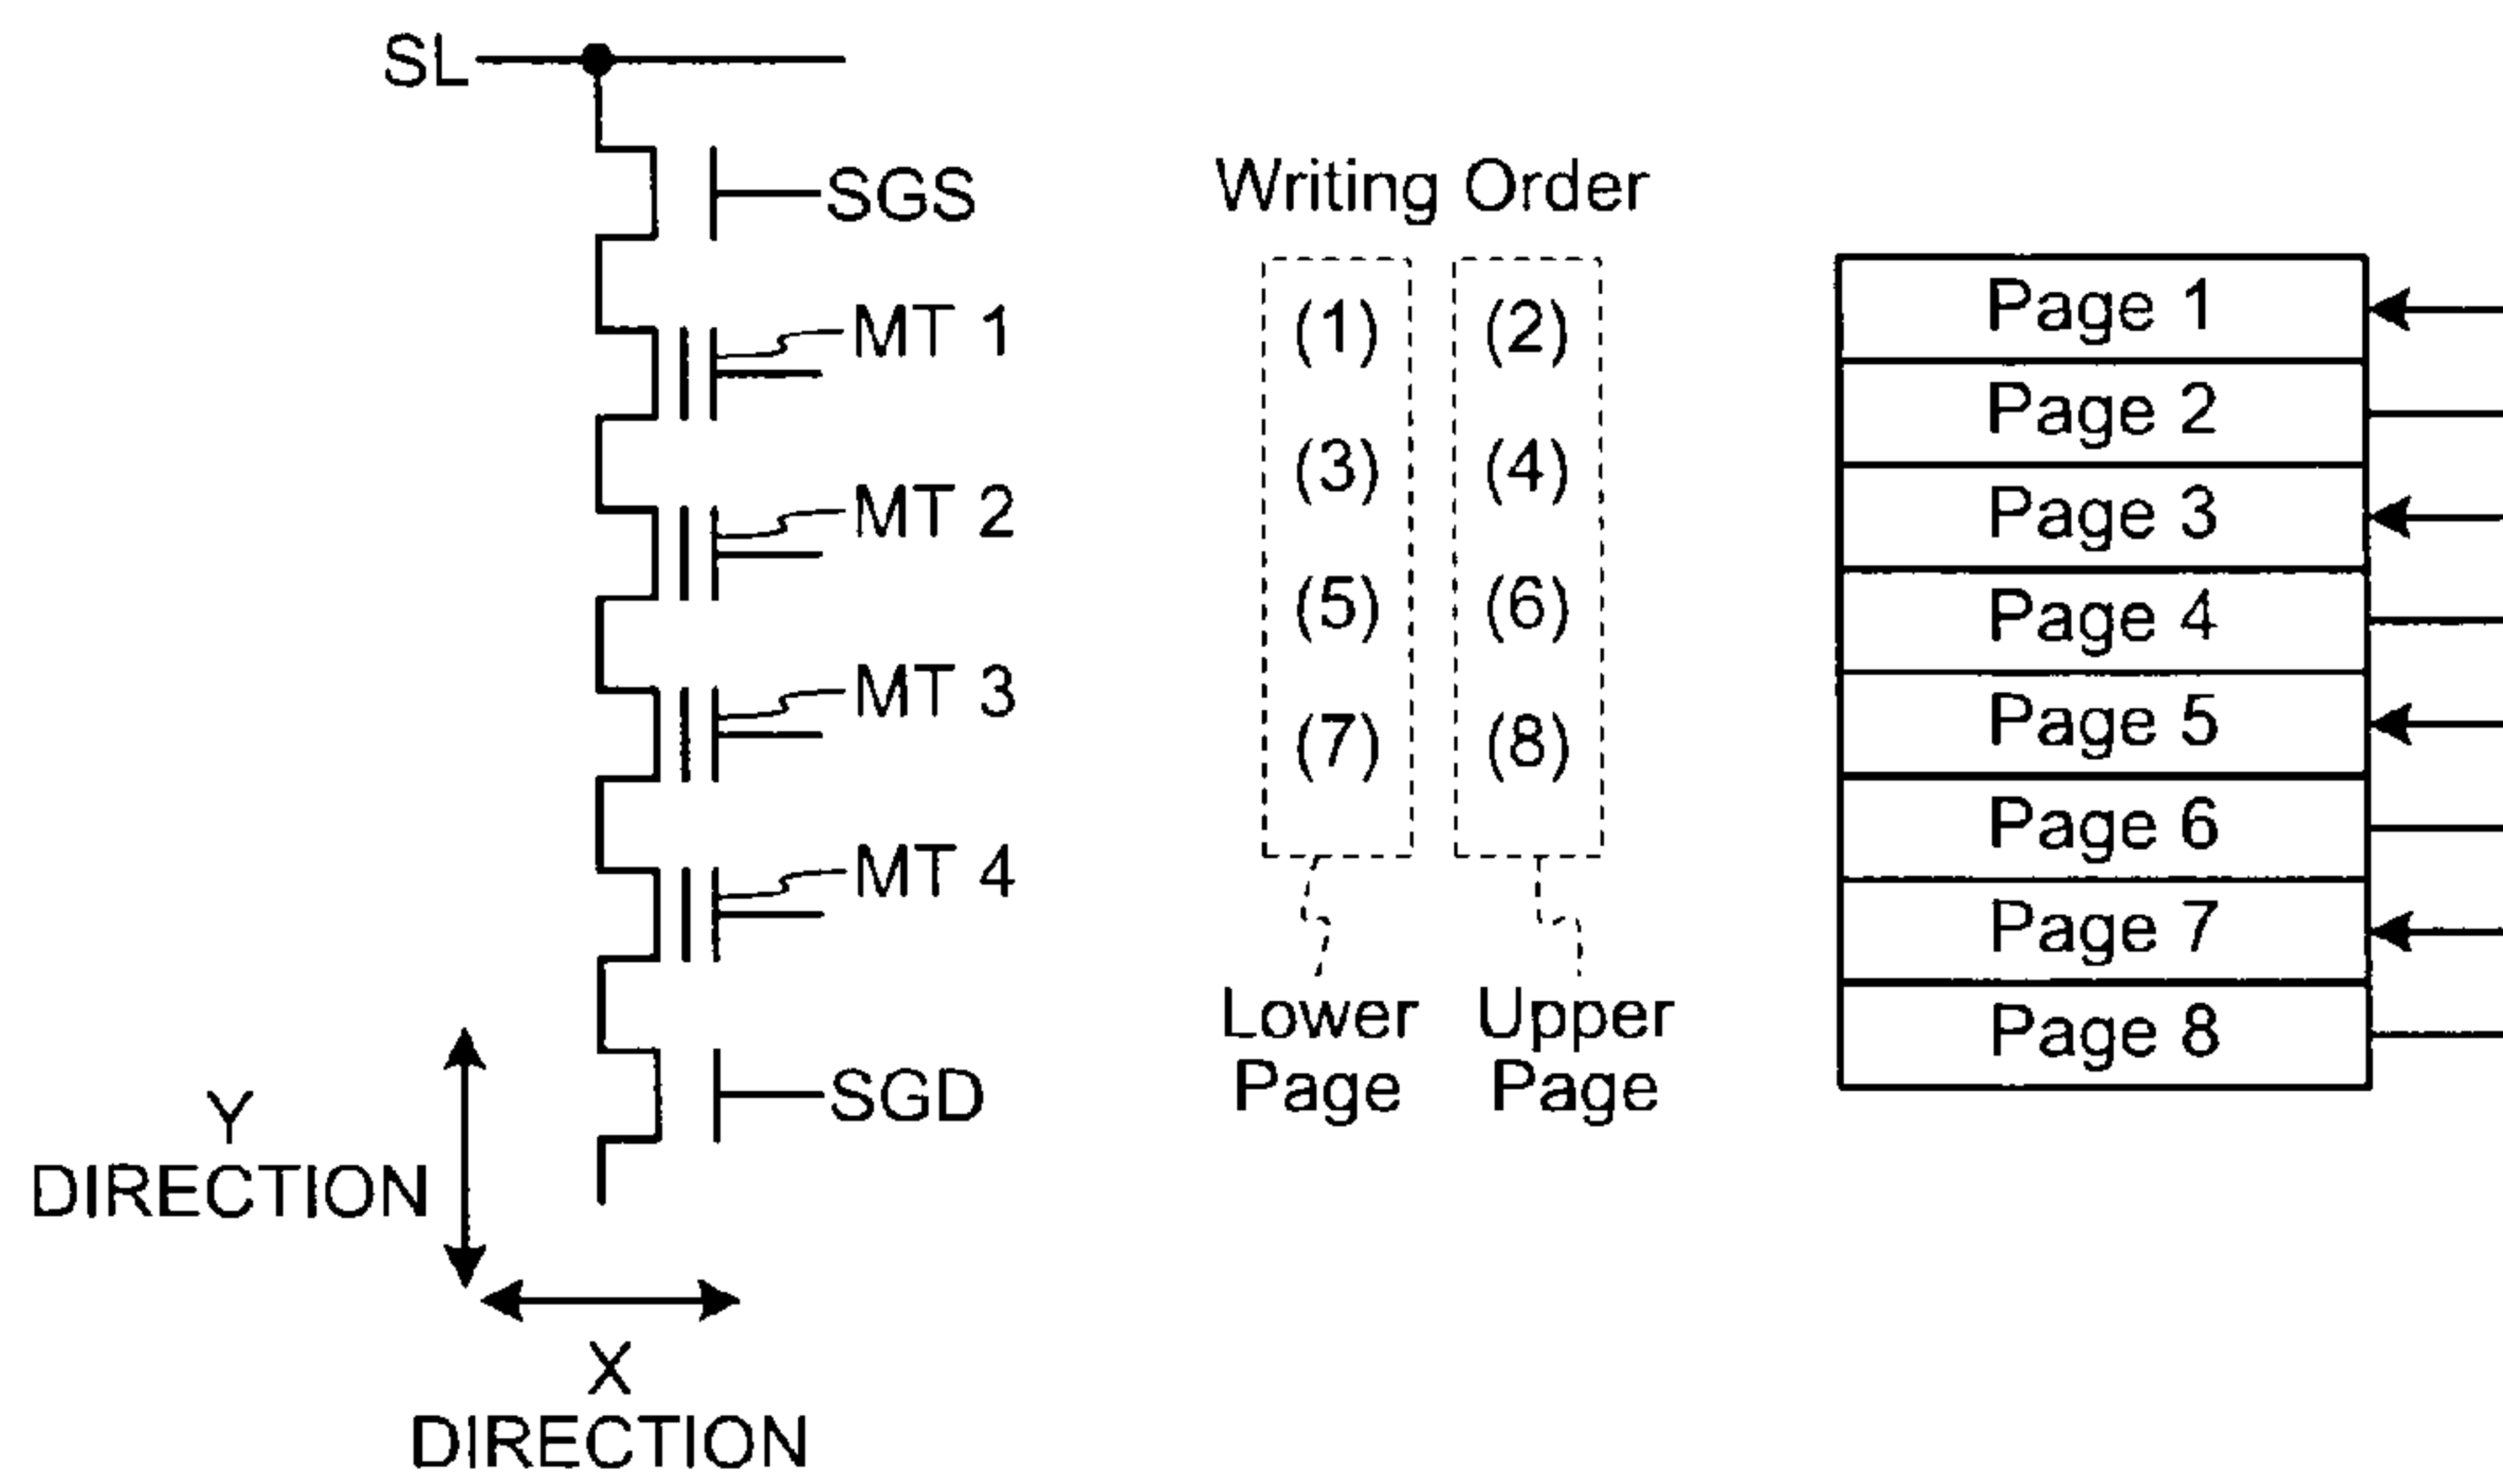 SL
SGS
MT 1
MT 2
MT 3
MT 4
SGD
Y
DIRECTION
X
DIRECTION
Writing Order
(1) (2)
(3) (4)
(5) (6)
(7) (8)
Lower Upper
Page Page
Page 1
Page 2
Page 3
Page 4
Page 5
Page 6
Page 7
Page 8